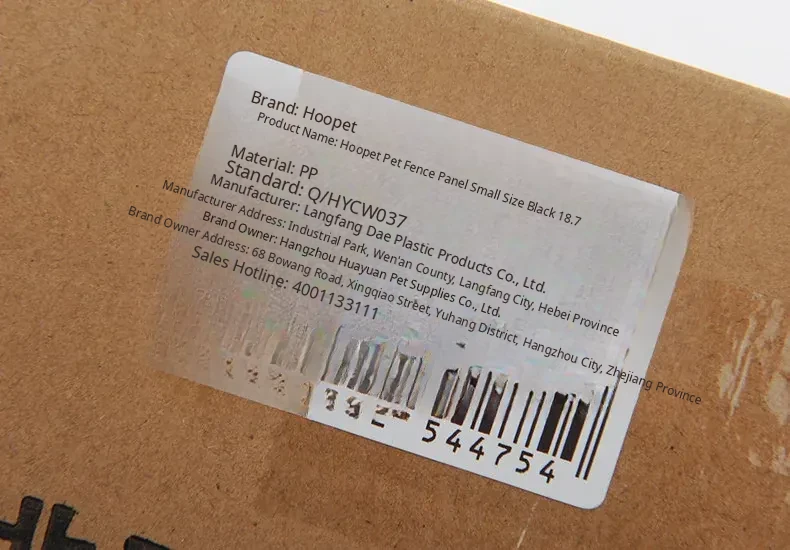 Brand: Hoopet
Product Name: Hoopet Pet Fence Panel Small Size Black 18.7
Material: PP
Standard: Q/HYCW037
Manufacturer: Langfang Dae Plastic Products Co., Ltd.
Manufacturer Address: Industrial Park, Wen'an County, Langfang City, Hebei Province
Brand Owner: Hangzhou Huayuan Pet Supplies Co., Ltd.
Brand Owner Address: 68 Bowang Road, Xingqiao Street, Yuhang District, Hangzhou City, Zhejiang Province
Sales Hotline: 4001133111
544754